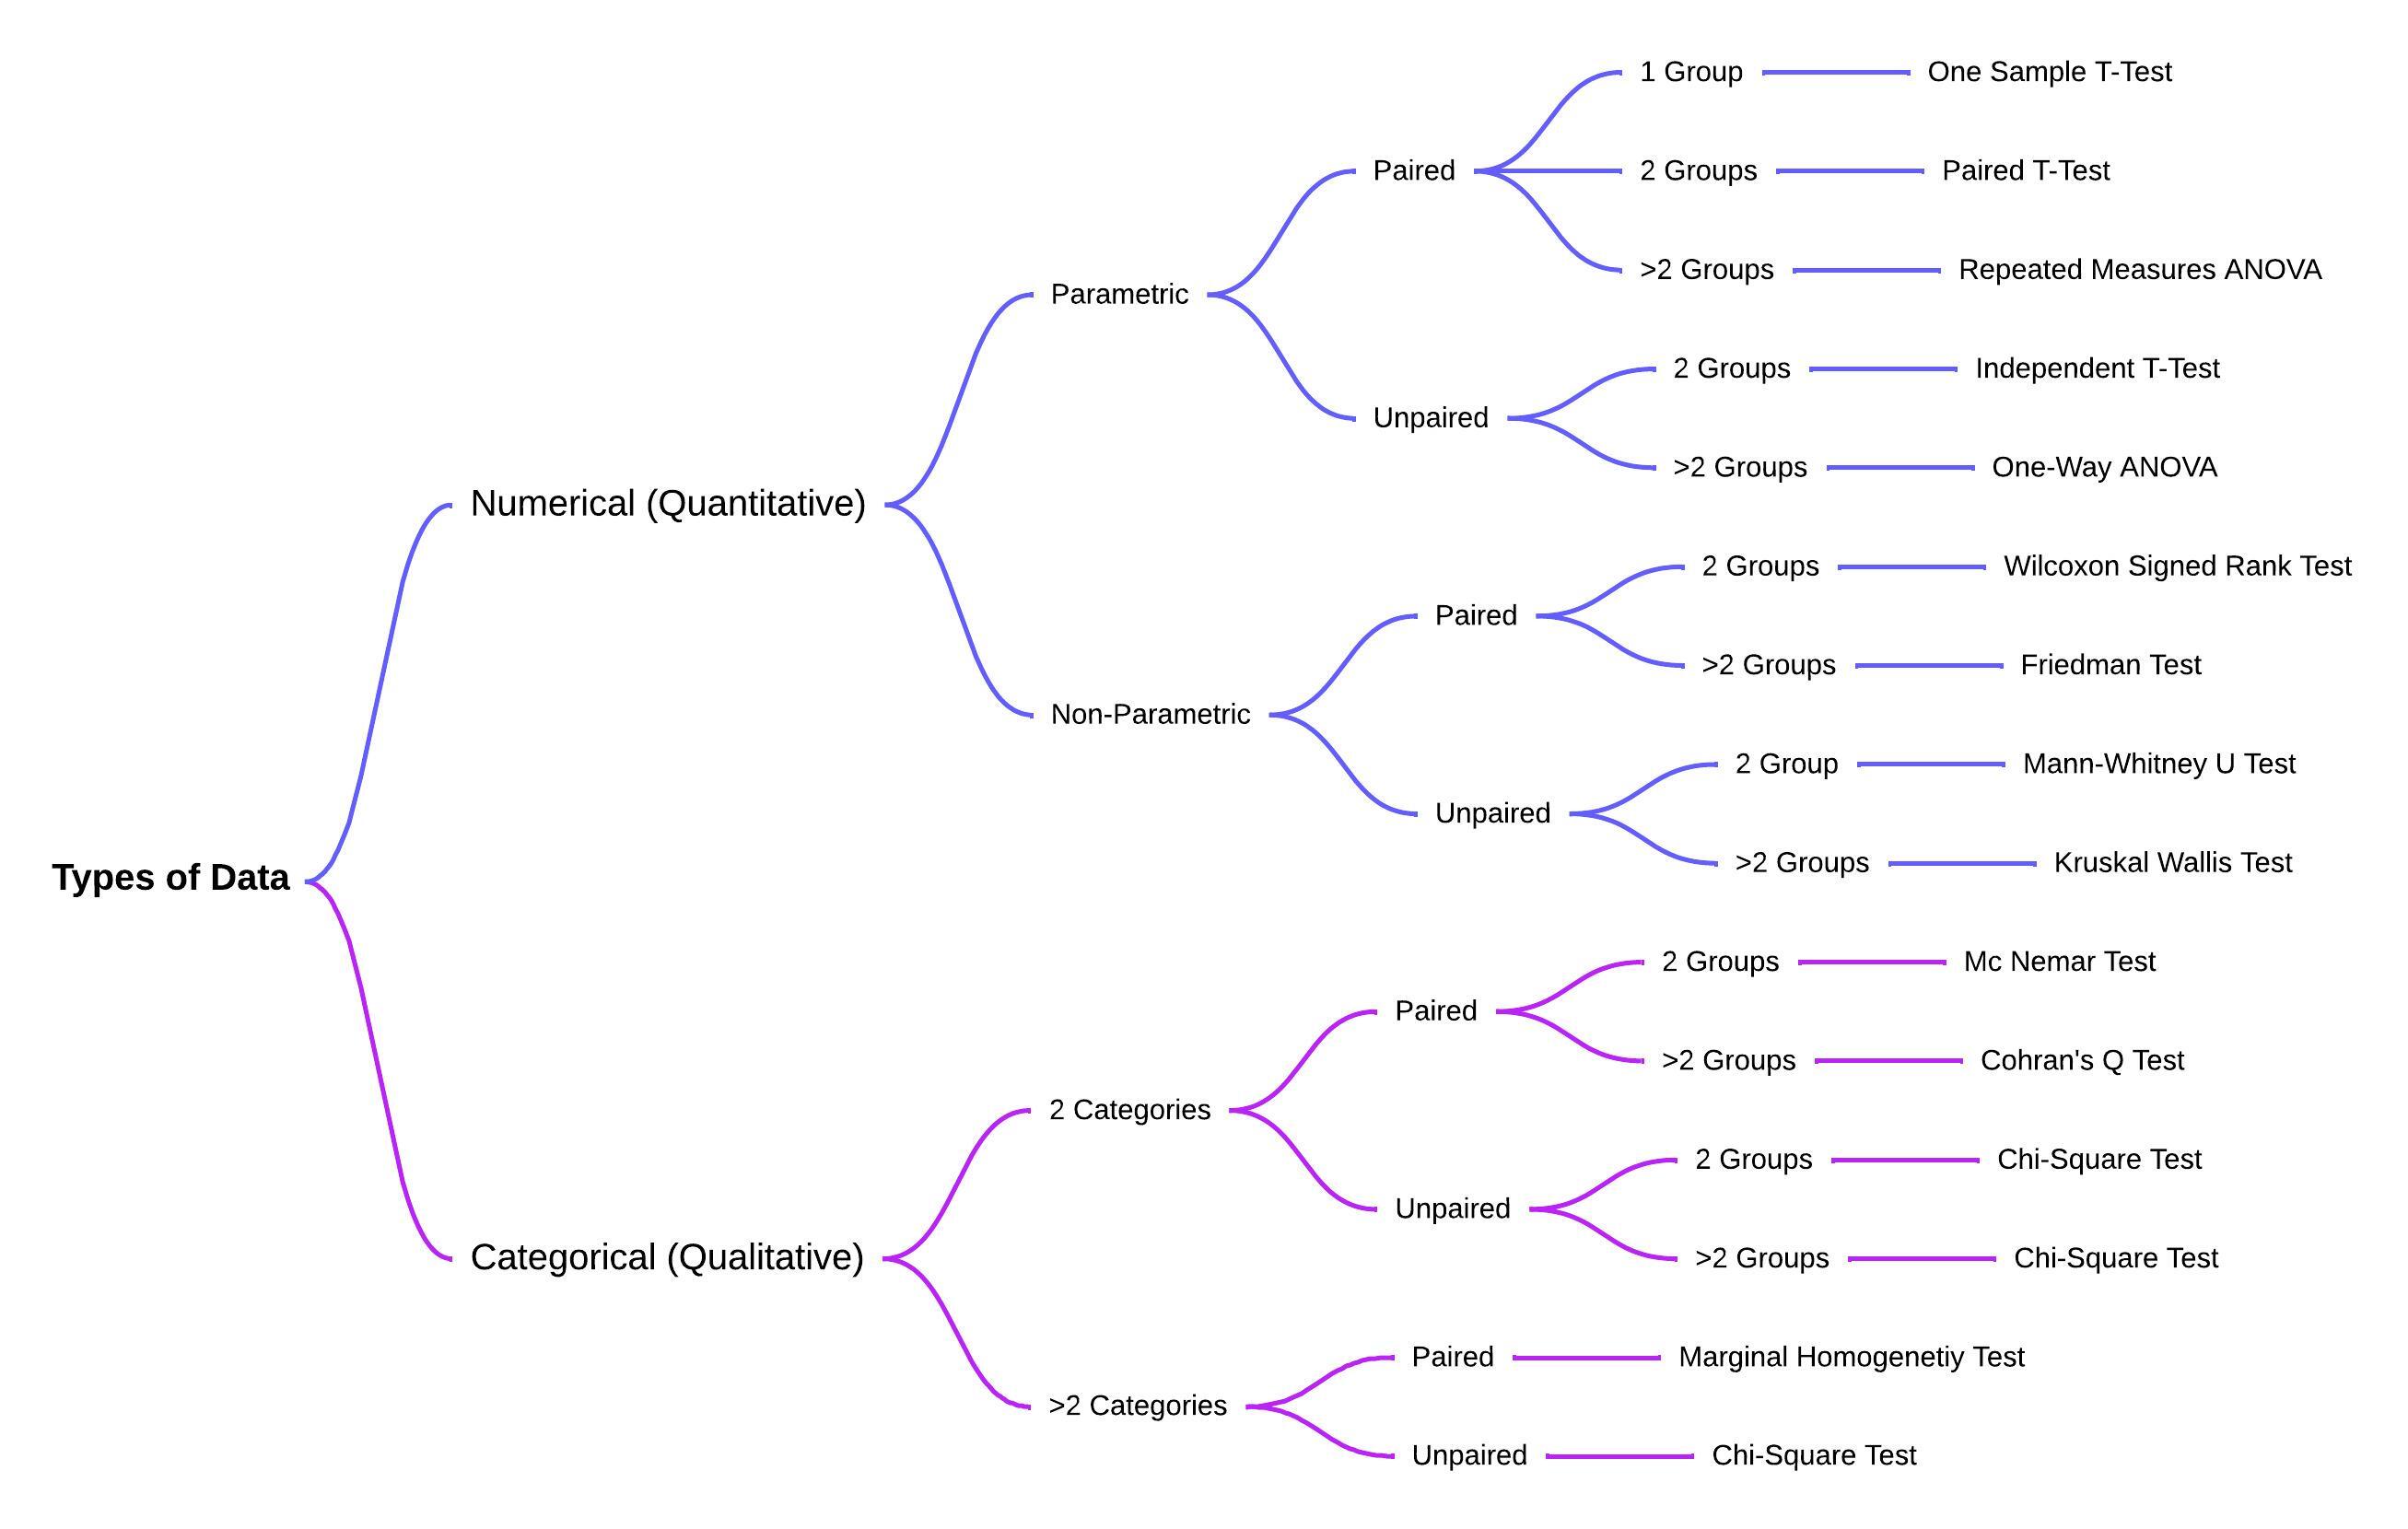 Types of Data
Numerical (Quantitative)
Parametric
Paired
1 Group
One Sample T-Test
2 Groups
Paired T-Test
>2 Groups
Repeated Measures ANOVA
Unpaired
2 Groups
Independent T-Test
>2 Groups
One-Way ANOVA
Non-Parametric
Paired
2 Groups
Wilcoxon Signed Rank Test
>2 Groups
Friedman Test
Unpaired
2 Group
Mann-Whitney U Test
>2 Groups
Kruskal Wallis Test
Categorical (Qualitative)
2 Categories
Paired
2 Groups
Mc Nemar Test
>2 Groups
Cohran's Q Test
Unpaired
2 Groups
Chi-Square Test
>2 Groups
Chi-Square Test
>2 Categories
Paired
Marginal Homogenetiy Test
Unpaired
Chi-Square Test